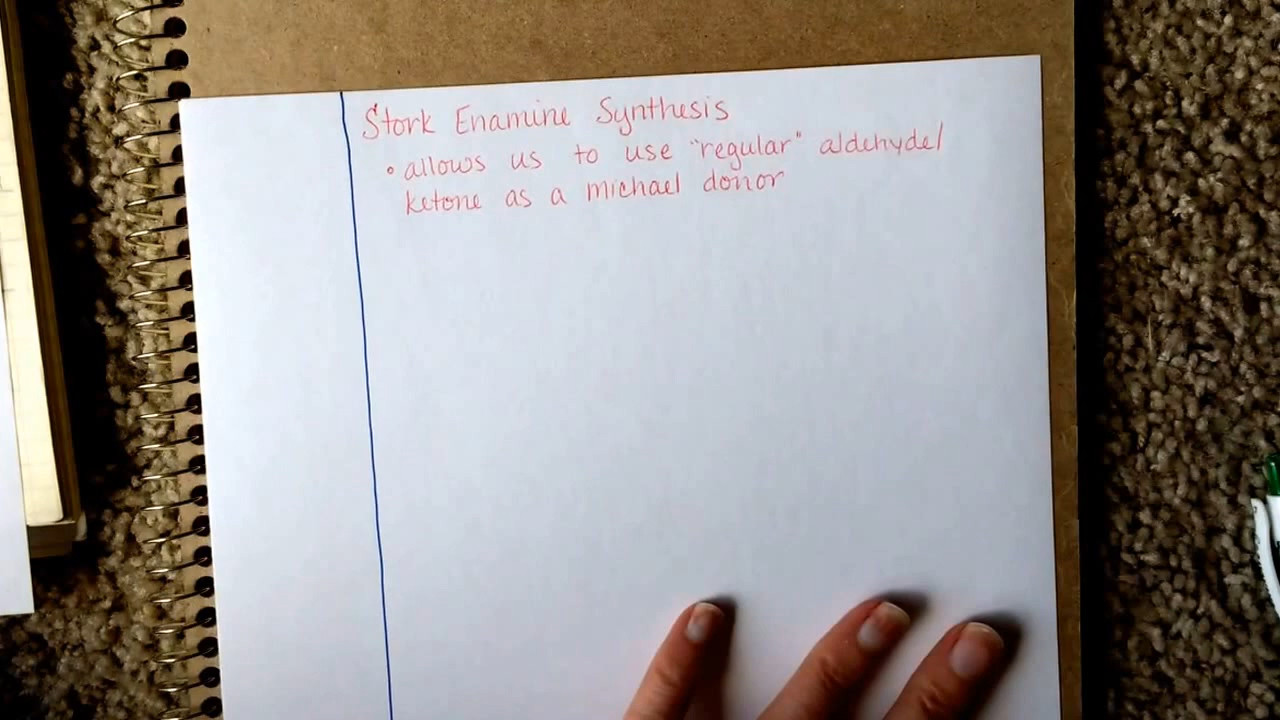 Stork Enamine Synthesis
• allows us to use "regular" aldehyde/
ketone as a michael donor